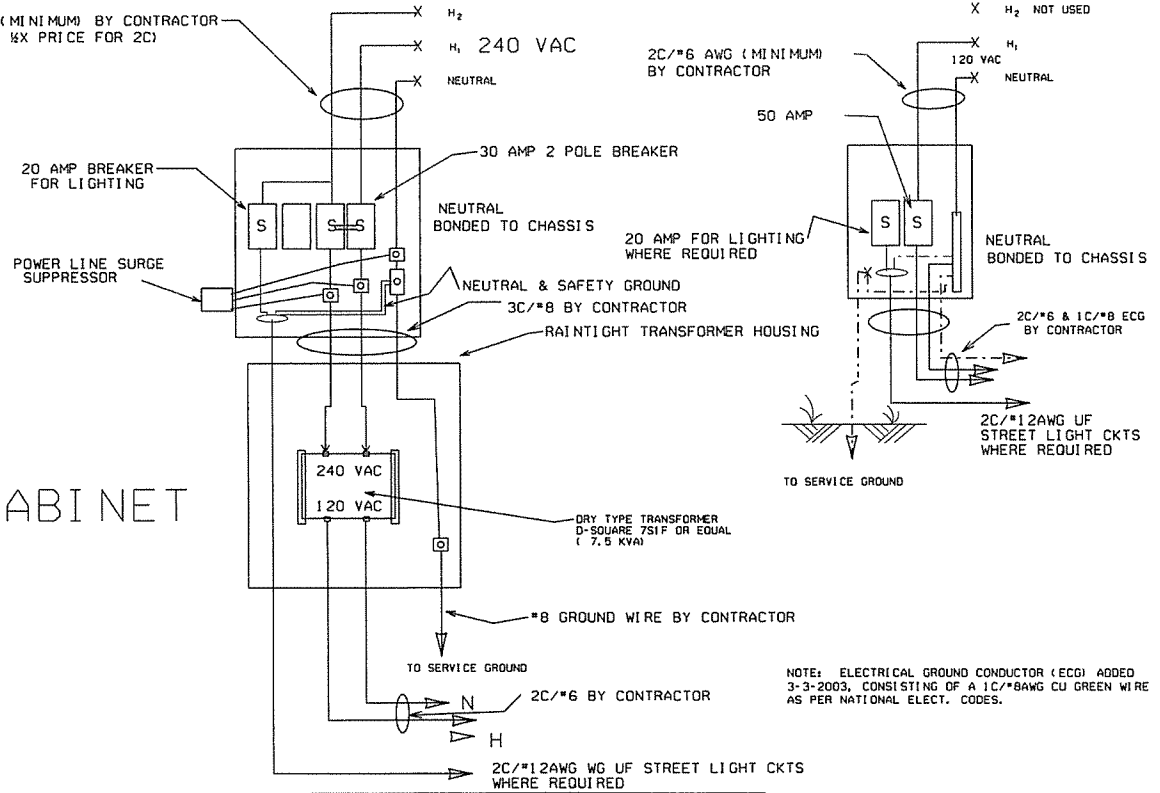 (MINIMUM) BY CONTRACTOR
½X PRICE FOR 2C)
H2
H1 240 VAC
NEUTRAL
20 AMP BREAKER
FOR LIGHTING
30 AMP 2 POLE BREAKER
S
S
S
NEUTRAL
BONDED TO CHASSIS
POWER LINE SURGE
SUPPRESSOR
NEUTRAL & SAFETY GROUND
3C/#8 BY CONTRACTOR
RAINTIGHT TRANSFORMER HOUSING
240 VAC
120 VAC
ABINET
DRY TYPE TRANSFORMER
D-SQUARE 7S1F OR EQUAL
( 7.5 KVA)
#8 GROUND WIRE BY CONTRACTOR
TO SERVICE GROUND
2C/#6 BY CONTRACTOR
N
H
2C/#12AWG WG UF STREET LIGHT CKTS
WHERE REQUIRED
H2 NOT USED
H1
120 VAC
NEUTRAL
2C/#6 AWG (MINIMUM)
BY CONTRACTOR
50 AMP
S
S
20 AMP FOR LIGHTING
WHERE REQUIRED
NEUTRAL
BONDED TO CHASSIS
2C/#6 & 1C/#8 ECG
BY CONTRACTOR
2C/#12AWG UF
STREET LIGHT CKTS
WHERE REQUIRED
TO SERVICE GROUND
NOTE: ELECTRICAL GROUND CONDUCTOR (ECG) ADDED
3-3-2003, CONSISTING OF A 1C/#8AWG CU GREEN WIRE
AS PER NATIONAL ELECT. CODES.